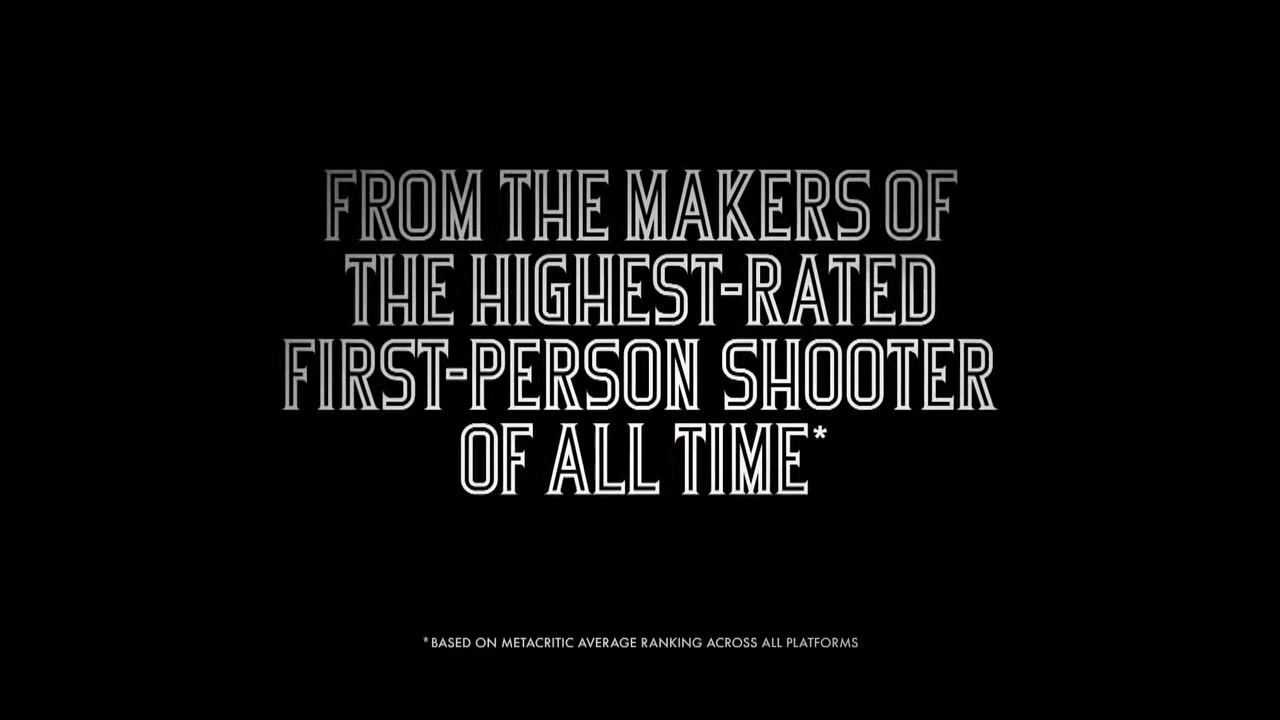 FROM THE MAKERS OF
THE HIGHEST-RATED
FIRST-PERSON SHOOTER
OF ALL TIME*
*BASED ON METACRITIC AVERAGE RANKING ACROSS ALL PLATFORMS